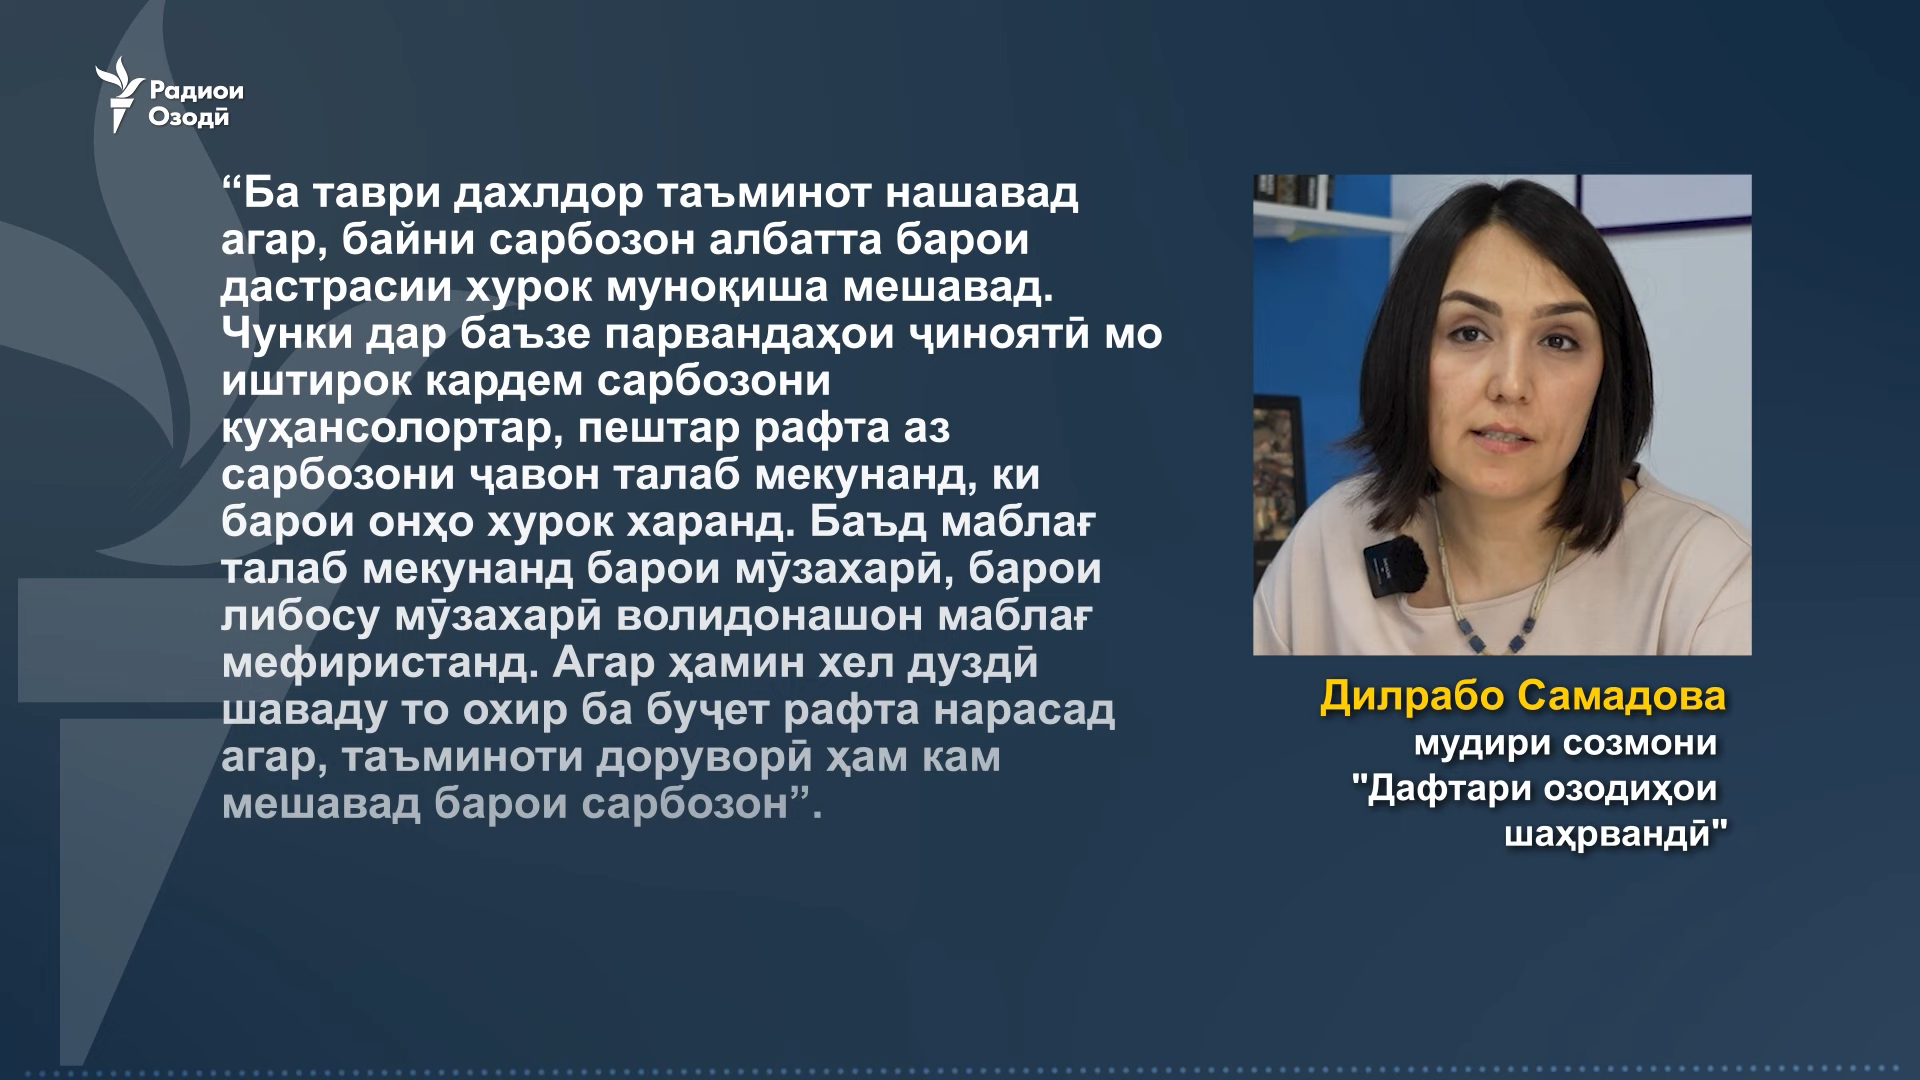 Радиои
Озодӣ
“Ба таври дахлдор таъминот нашавад
агар, байни сарбозон албатта барои
дастрасии хурок муноқиша мешавад.
Чунки дар баъзе парвандаҳои ҷиноятӣ мо
иштирок кардем сарбозони
куҳансолортар, пештар рафта аз
сарбозони ҷавон талаб мекунанд, ки
барои онҳо хурок харанд. Баъд маблағ
талаб мекунанд барои мӯзахарӣ, барои
либосу мӯзахарӣ волидонашон маблағ
мефиристанд. Агар ҳамин хел дуздӣ
шаваду то охир ба буҷет рафта нарасад
агар, таъминоти доруворӣ ҳам кам
мешавад барои сарбозон”.
Дилрабо Самадова
мудири созмони
"Дафтари озодиҳои
шаҳрвандӣ"